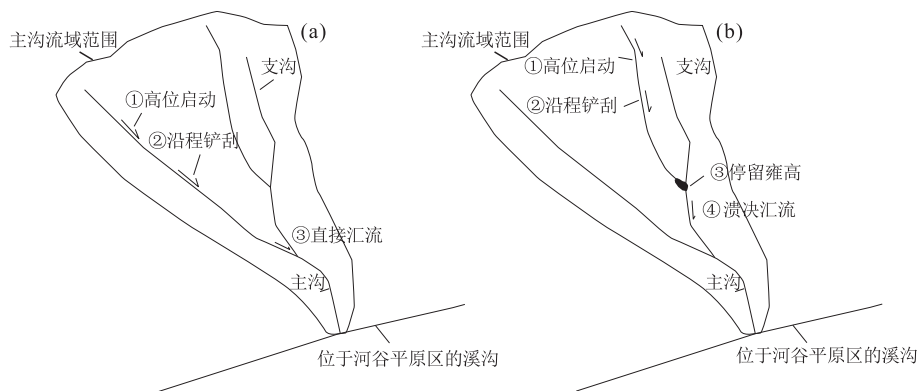 (a)
主沟流域范围
支沟
①高位启动
②沿程铲刮
③直接汇流
主沟
位于河谷平原区的溪沟
(b)
主沟流域范围
①高位启动
支沟
②沿程铲刮
③停留雍高
④溃决汇流
主沟
位于河谷平原区的溪沟